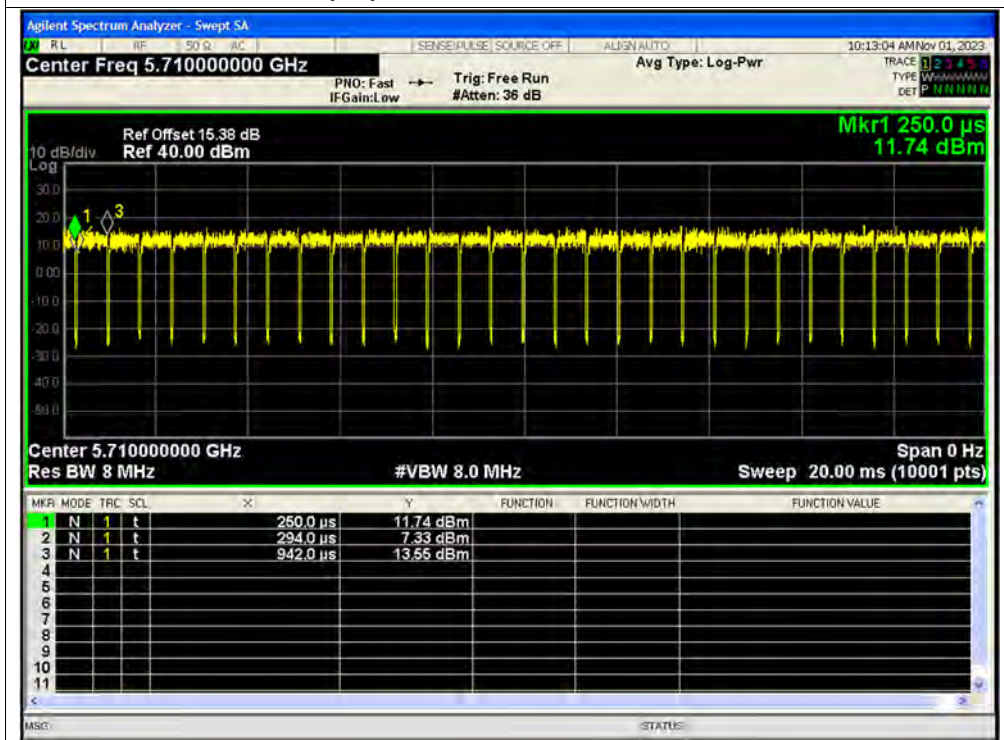 Agilent Spectrum Analyzer - Swept SA
RL RF 50 Ω AC SENSE:PULSE SOURCE OFF ALIGN AUTO 10:13:04 AM Nov 01, 2023
Center Freq 5.710000000 GHz Avg Type: Log-Pwr TRACE 1 2 3 4 5 6
PNO: Fast Trig: Free Run TYPE
IFGain:Low #Atten: 36 dB DET P N N N N N
Mkr1 250.0 µs
Ref Offset 15.38 dB
10 dB/div Ref 40.00 dBm 11.74 dBm
Log
30.0
20.0
10.0
0.00
-10.0
-20.0
-30.0
-40.0
-50.0
1 3
Center 5.710000000 GHz Span 0 Hz
Res BW 8 MHz #VBW 8.0 MHz Sweep 20.00 ms (10001 pts)
MKR MODE TRC SCL X Y FUNCTION FUNCTION WIDTH FUNCTION VALUE
1 N 1 t 250.0 µs 11.74 dBm
2 N 1 t 294.0 µs 7.33 dBm
3 N 1 t 942.0 µs 13.55 dBm
4
5
6
7
8
9
10
11
MSG STATUS